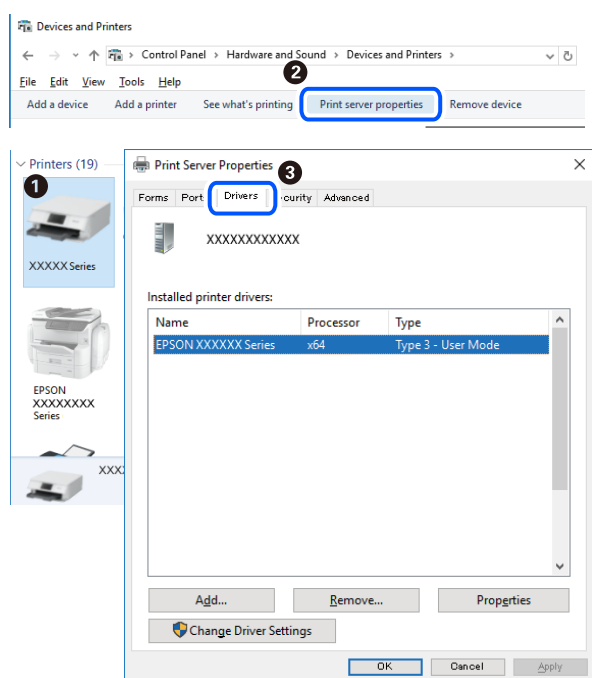 Devices and Printers
Control Panel > Hardware and Sound > Devices and Printers >
2
File Edit View Tools Help
Add a device Add a printer See what's printing Print server properties Remove device
Printers (19)
1
XXXXX Series
EPSON
XXXXXXXX
Series
XXX
Print Server Properties
3
Forms Port Drivers curity Advanced
XXXXXXXXXXXX
Installed printer drivers:
Name Processor Type
EPSON XXXXXX Series x64 Type 3 - User Mode
Add... Remove... Properties
Change Driver Settings
OK Cancel Apply